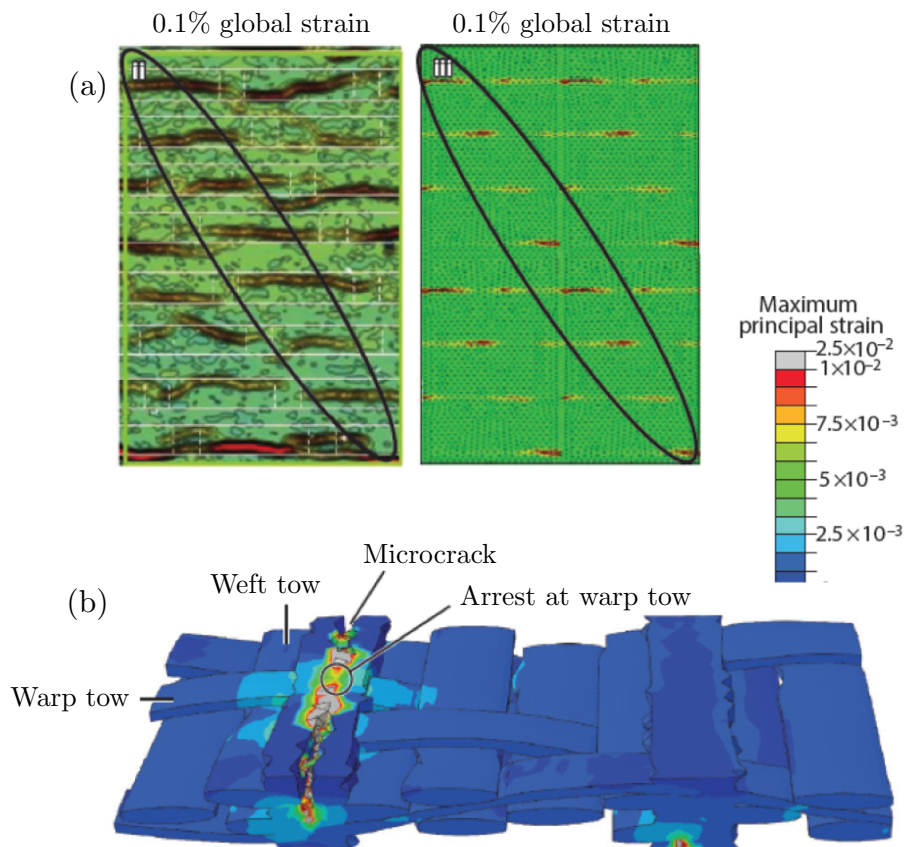 0.1% global strain
0.1% global strain
(a)
ii
iii
Maximum
principal strain
2.5×10⁻²
1×10⁻²
7.5×10⁻³
5×10⁻³
2.5×10⁻³
Microcrack
Weft tow
(b)
Arrest at warp tow
Warp tow